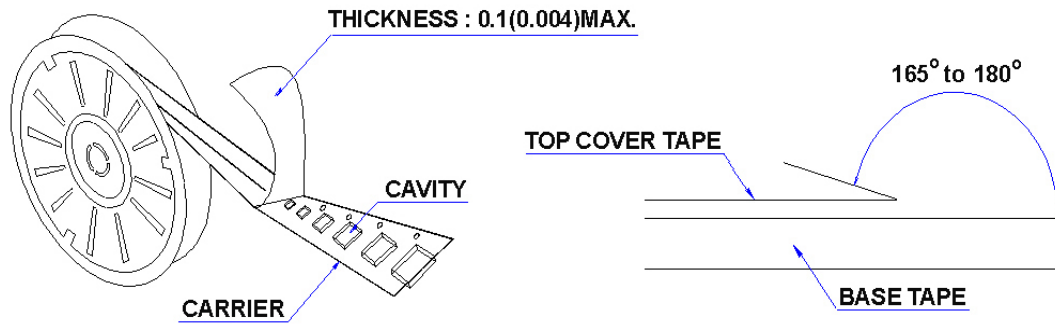 THICKNESS : 0.1(0.004)MAX.
165° to 180°
TOP COVER TAPE
CAVITY
BASE TAPE
CARRIER